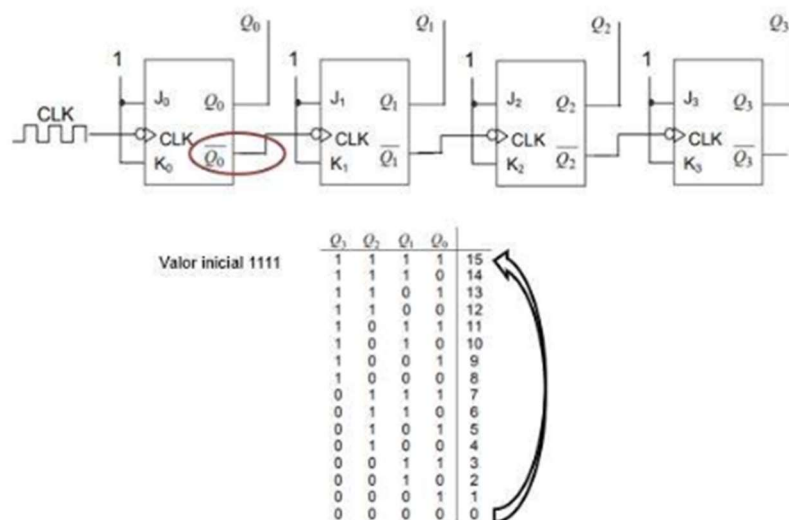 Q₀ Q₁ Q₂ Q₃
1 1 1 1
J₀ Q₀ J₁ Q₁ J₂ Q₂ J₃ Q₃
CLK
CLK CLK CLK CLK
K₀ Q̅₀ K₁ Q̅₁ K₂ Q̅₂ K₃ Q̅₃
Q₃ Q₂ Q₁ Q₀
Valor inicial 1111
1 1 1 1 15
1 1 1 0 14
1 1 0 1 13
1 1 0 0 12
1 0 1 1 11
1 0 1 0 10
1 0 0 1 9
1 0 0 0 8
0 1 1 1 7
0 1 1 0 6
0 1 0 1 5
0 1 0 0 4
0 0 1 1 3
0 0 1 0 2
0 0 0 1 1
0 0 0 0 0